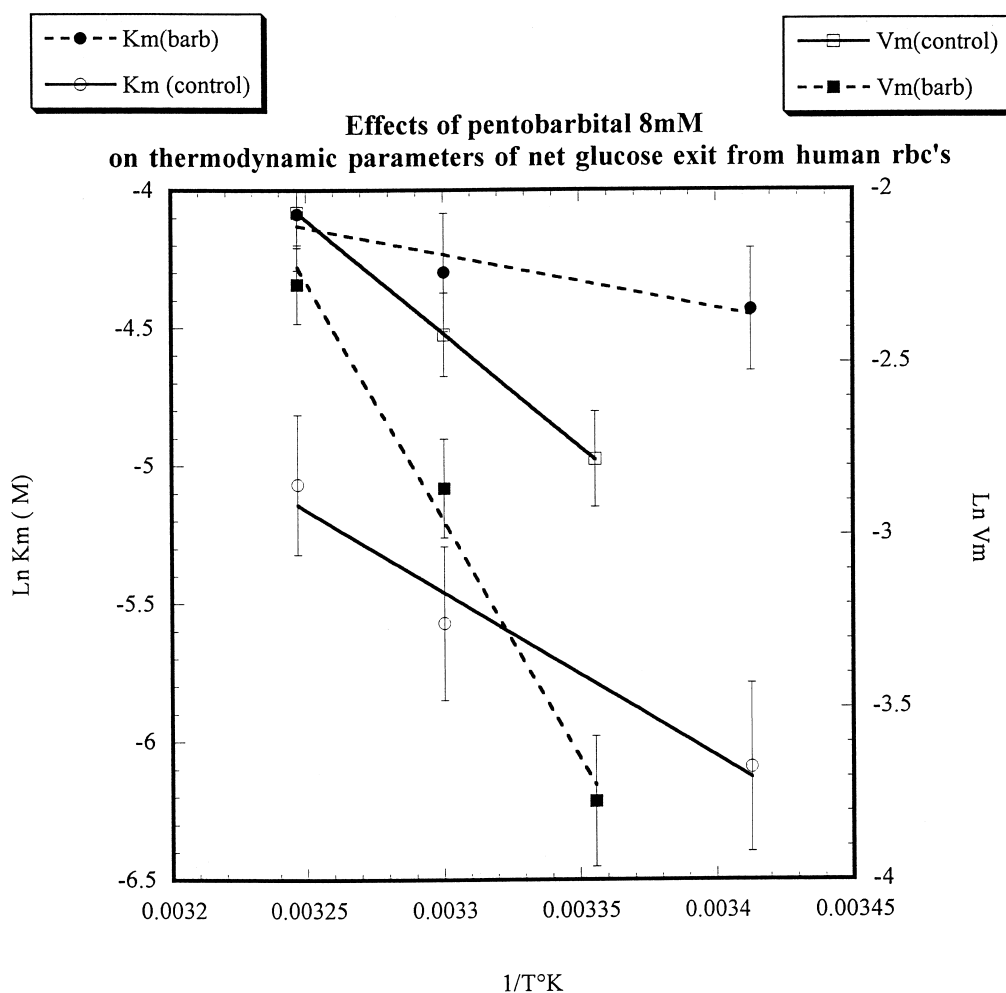 Km(barb)
Km (control)
Vm(control)
Vm(barb)
Effects of pentobarbital 8mM
on thermodynamic parameters of net glucose exit from human rbc's
-4
-4.5
-5
-5.5
-6
-6.5
Ln Km ( M)
-2
-2.5
-3
-3.5
-4
Ln Vm
0.0032
0.00325
0.0033
0.00335
0.0034
0.00345
1/T°K